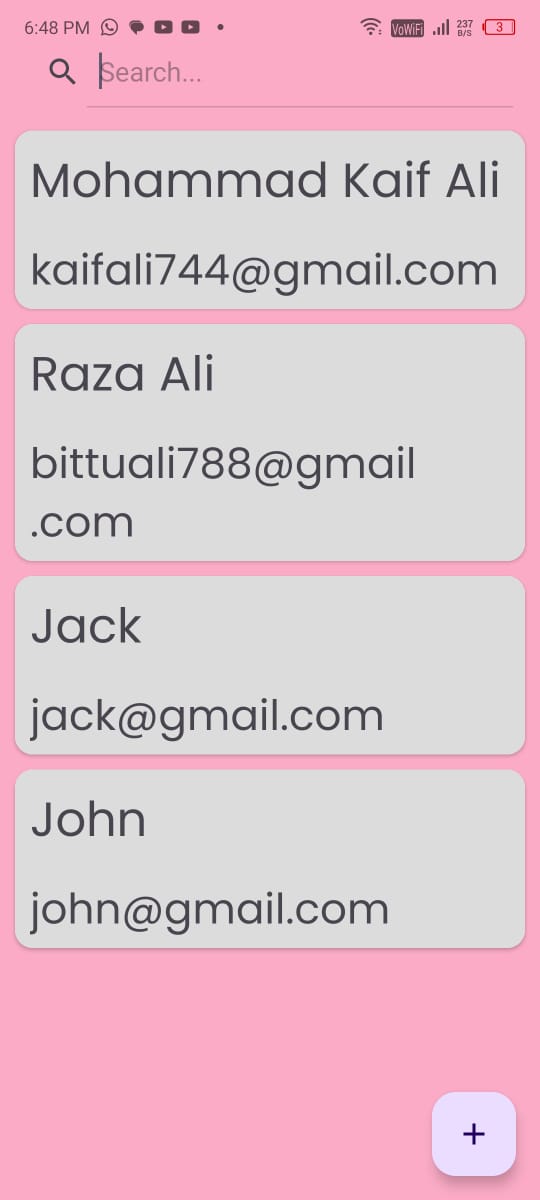 6:48 PM VoWiFi 237 B/S 3
Search...
Mohammad Kaif Ali
kaifali744@gmail.com
Raza Ali
bittuali788@gmail
.com
Jack
jack@gmail.com
John
john@gmail.com
+